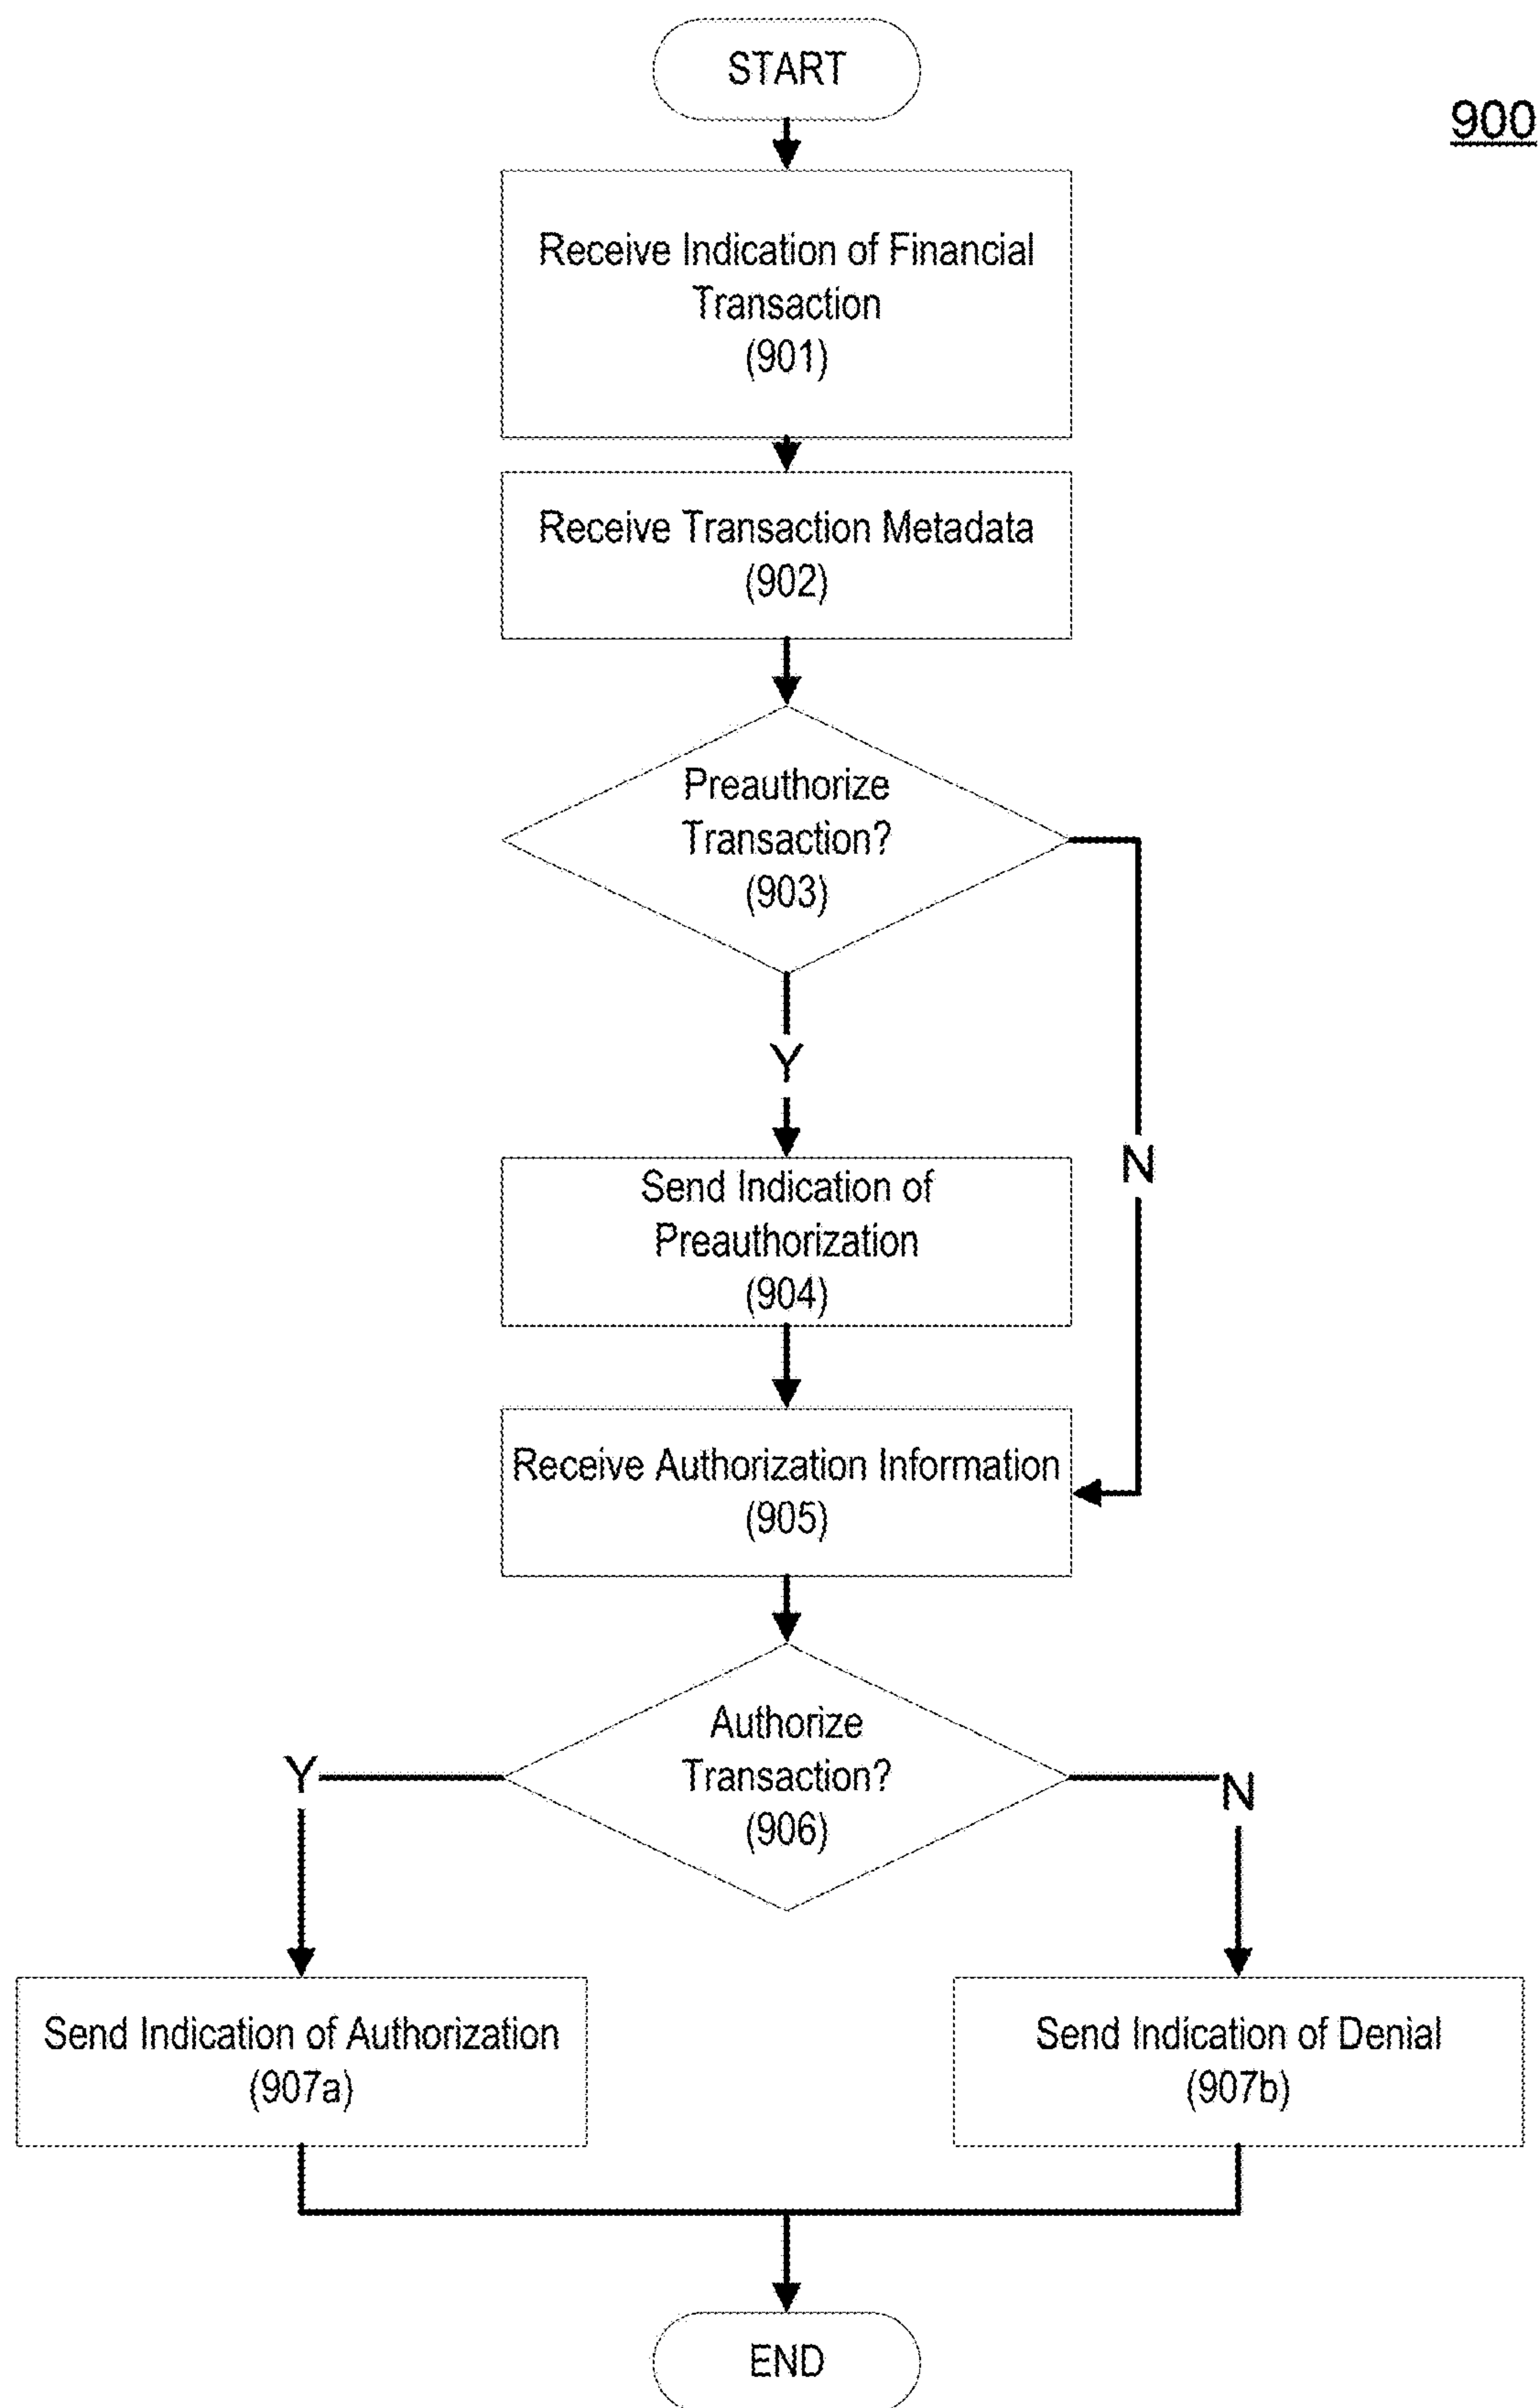 START
900
Receive Indication of Financial
Transaction
(901)
Receive Transaction Metadata
(902)
Preauthorize
Transaction?
(903)
Y
N
Send Indication of
Preauthorization
(904)
Receive Authorization Information
(905)
Authorize
Transaction?
(906)
Y
N
Send Indication of Authorization
(907a)
Send Indication of Denial
(907b)
END